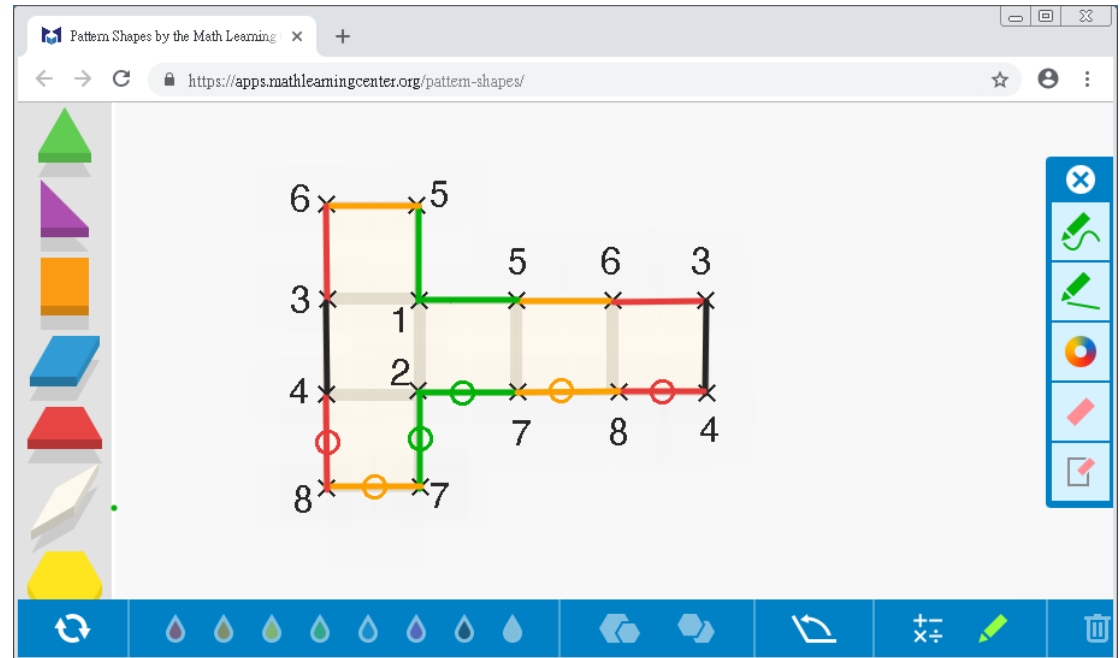 Pattern Shapes by the Math Learning
https://apps.mathlearningcenter.org/pattern-shapes/
6 5
5 6 3
3 1
4 2
7 8 4
8 7